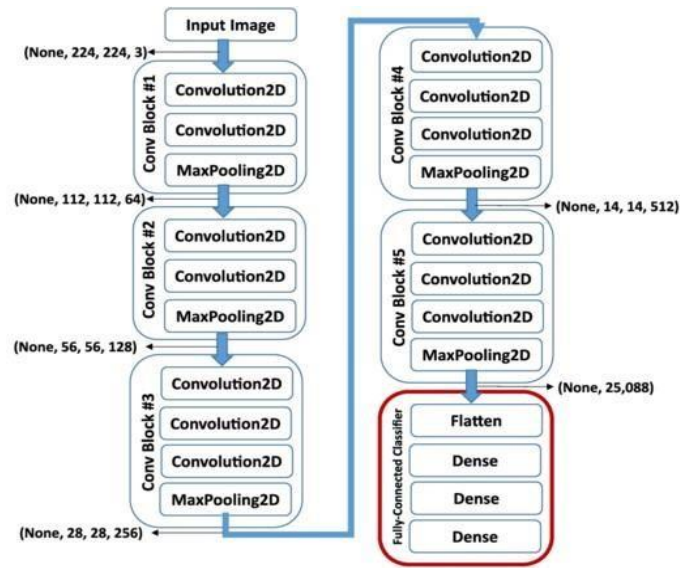 Input Image
(None, 224, 224, 3)
Conv Block #1
Convolution2D
Convolution2D
MaxPooling2D
(None, 112, 112, 64)
Conv Block #2
Convolution2D
Convolution2D
MaxPooling2D
(None, 56, 56, 128)
Conv Block #3
Convolution2D
Convolution2D
Convolution2D
MaxPooling2D
(None, 28, 28, 256)
Conv Block #4
Convolution2D
Convolution2D
Convolution2D
MaxPooling2D
(None, 14, 14, 512)
Conv Block #5
Convolution2D
Convolution2D
Convolution2D
MaxPooling2D
(None, 25,088)
Fully-Connected Classifier
Flatten
Dense
Dense
Dense